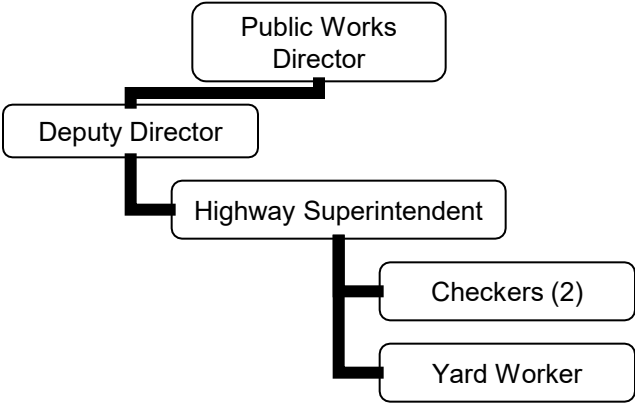 Public Works
Director
Deputy Director
Highway Superintendent
Checkers (2)
Yard Worker